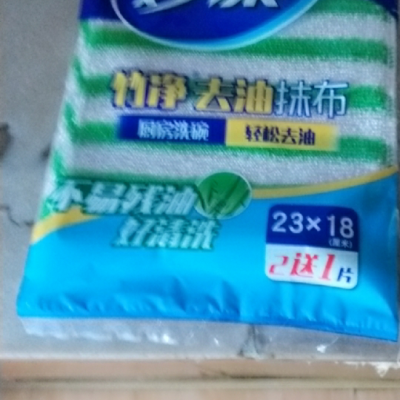 竹净去油抹布
厨房洗碗 轻松去油
不易残油
好清洗
23×18
(厘米)
2送1片